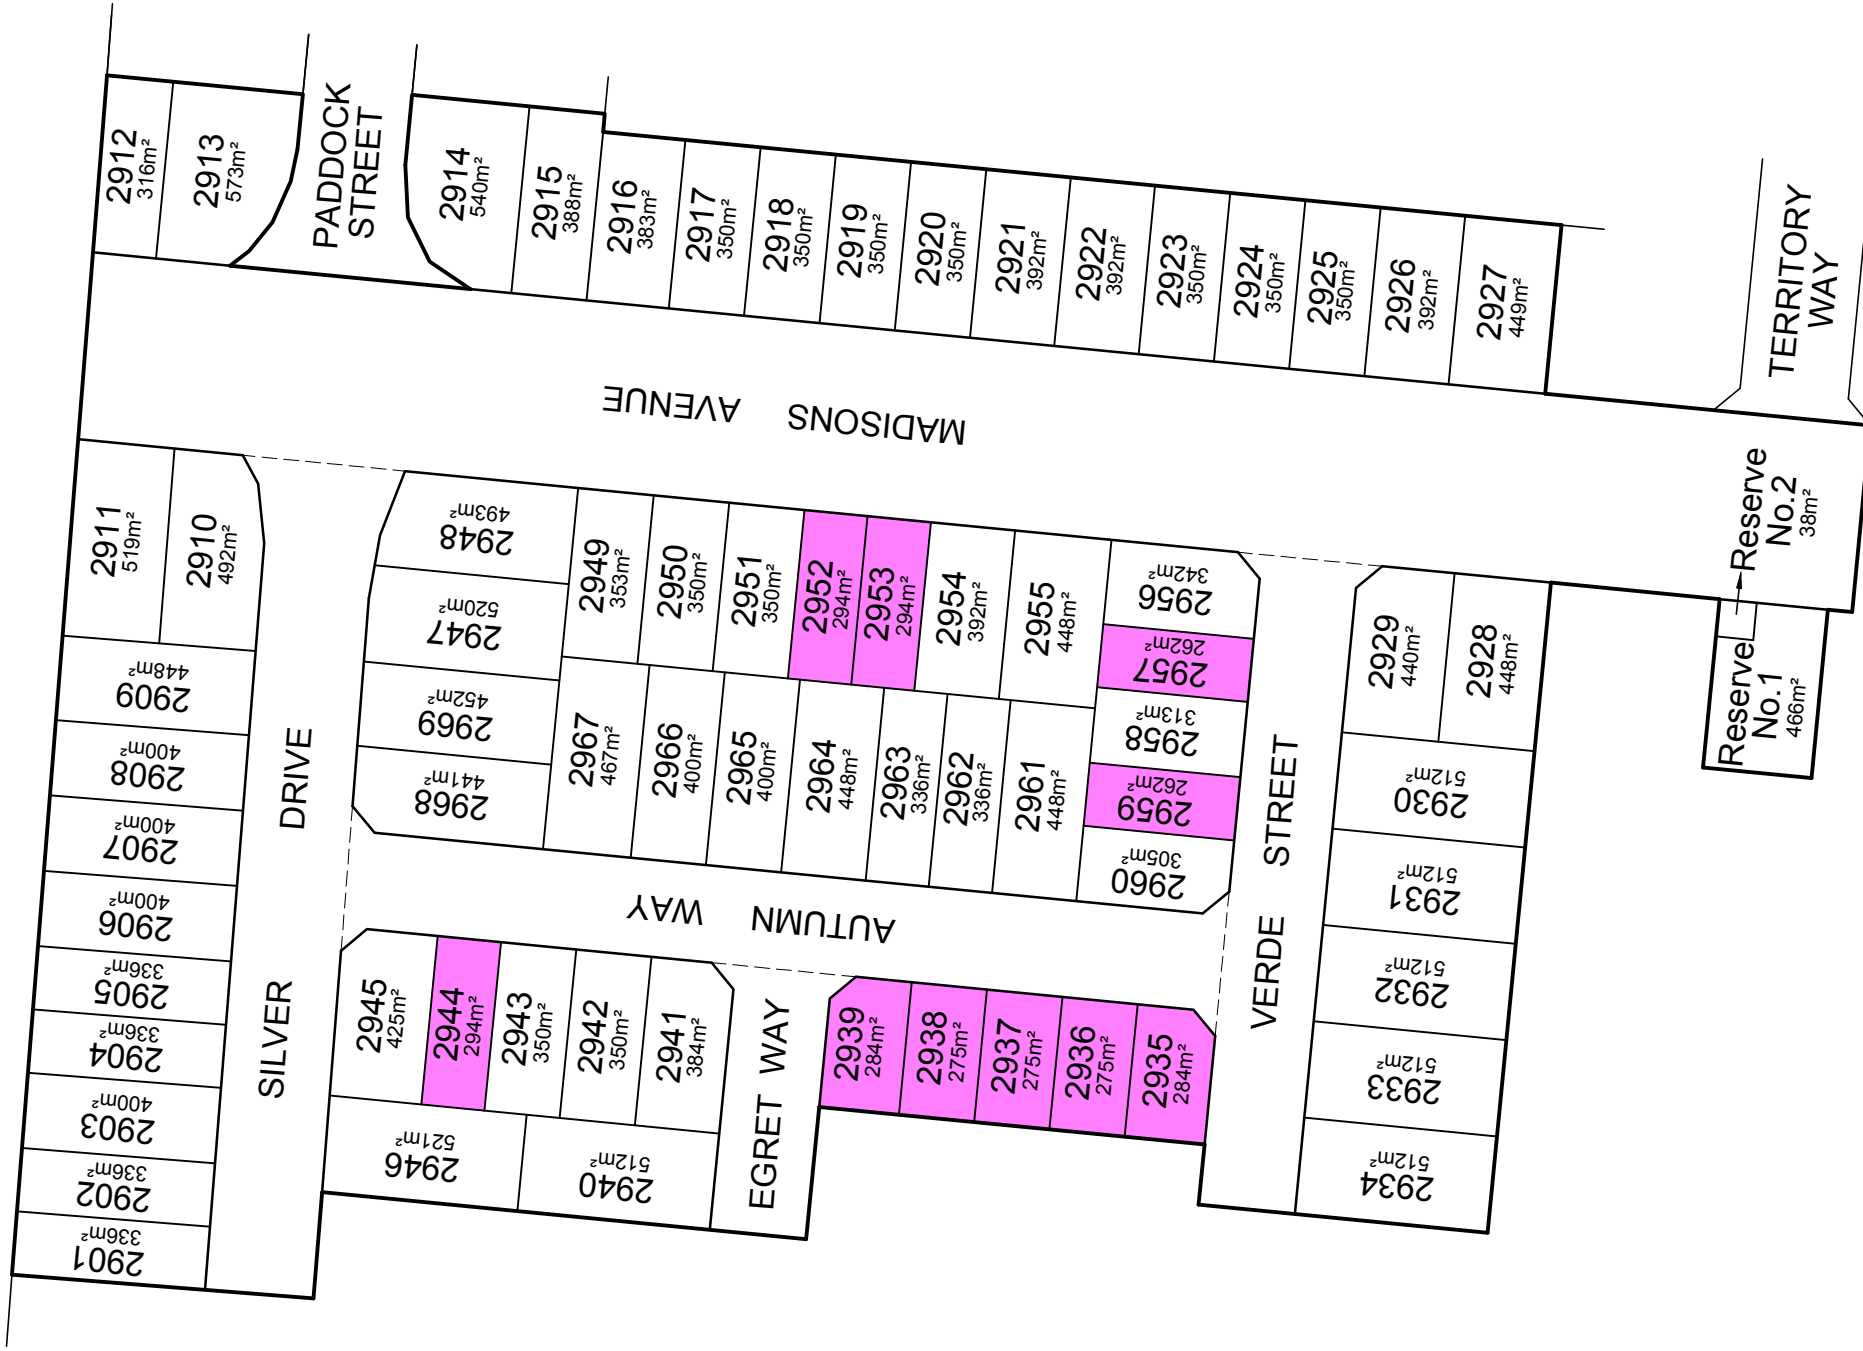 2912
316m²
2913
573m²
PADDOCK
STREET
2914
540m²
2915
388m²
2916
383m²
2917
350m²
2918
350m²
2919
350m²
2920
350m²
2921
392m²
2922
392m²
2923
350m²
2924
350m²
2925
350m²
2926
392m²
2927
449m²
TERRITORY
WAY
MADISONS AVENUE
Reserve
No.2
38m²
Reserve
No.1
466m²
2911
519m²
2910
492m²
2909
448m²
2908
400m²
2907
400m²
2906
400m²
2905
336m²
2904
336m²
2903
400m²
2902
336m²
2901
336m²
SILVER DRIVE
2948
493m²
2947
520m²
2969
452m²
2968
441m²
2949
353m²
2950
350m²
2951
350m²
2952
294m²
2953
294m²
2954
392m²
2955
448m²
2956
342m²
2957
262m²
2958
313m²
2959
262m²
2960
305m²
2967
467m²
2966
400m²
2965
400m²
2964
448m²
2963
336m²
2962
336m²
2961
448m²
AUTUMN WAY
VERDE STREET
2929
440m²
2928
448m²
2930
512m²
2931
512m²
2932
512m²
2933
512m²
2934
512m²
2945
425m²
2944
294m²
2943
350m²
2942
350m²
2941
384m²
2946
521m²
2940
512m²
EGRET WAY
2939
284m²
2938
275m²
2937
275m²
2936
275m²
2935
284m²